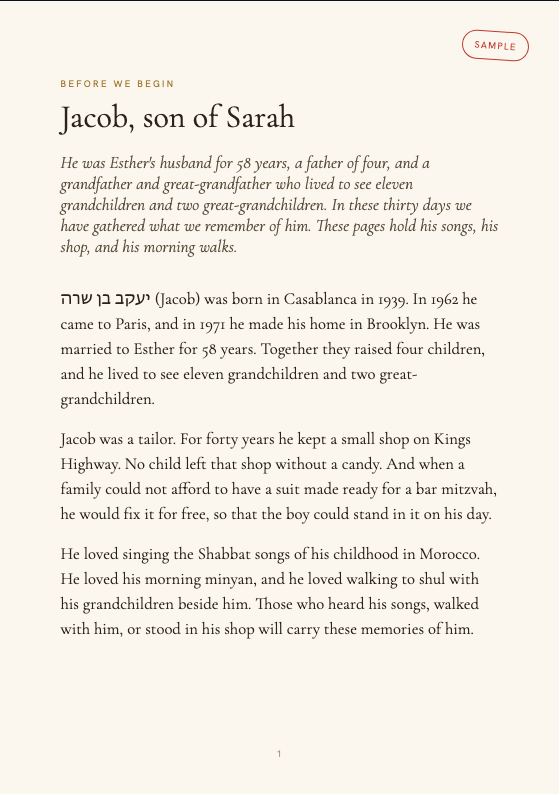 SAMPLE
BEFORE WE BEGIN
Jacob, son of Sarah
He was Esther's husband for 58 years, a father of four, and a
grandfather and great-grandfather who lived to see eleven
grandchildren and two great-grandchildren. In these thirty days we
have gathered what we remember of him. These pages hold his songs, his
shop, and his morning walks.
יעקב בן שרה (Jacob) was born in Casablanca in 1939. In 1962 he
came to Paris, and in 1971 he made his home in Brooklyn. He was
married to Esther for 58 years. Together they raised four children,
and he lived to see eleven grandchildren and two great-
grandchildren.
Jacob was a tailor. For forty years he kept a small shop on Kings
Highway. No child left that shop without a candy. And when a
family could not afford to have a suit made ready for a bar mitzvah,
he would fix it for free, so that the boy could stand in it on his day.
He loved singing the Shabbat songs of his childhood in Morocco.
He loved his morning minyan, and he loved walking to shul with
his grandchildren beside him. Those who heard his songs, walked
with him, or stood in his shop will carry these memories of him.
1